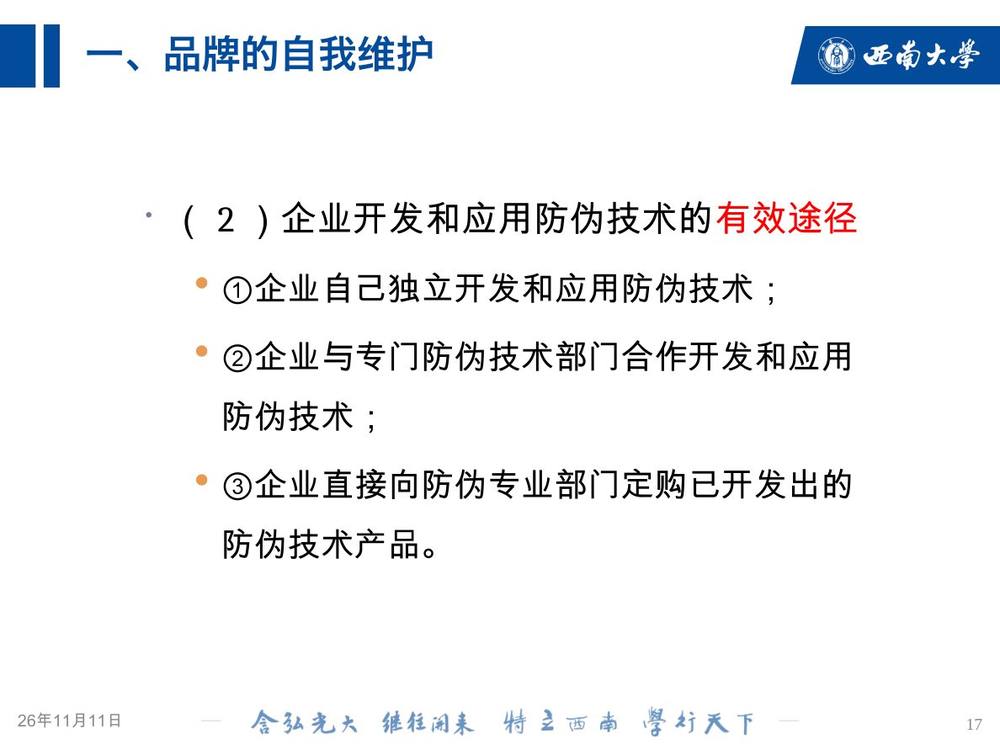 一、品牌的自我维护
西南大学
(2)企业开发和应用防伪技术的有效途径
①企业自己独立开发和应用防伪技术;
②企业与专门防伪技术部门合作开发和应用
防伪技术;
③企业直接向防伪专业部门定购已开发出的
防伪技术产品。
26年11月11日
含弘光大 继往开来 特立西南 學行天下
17